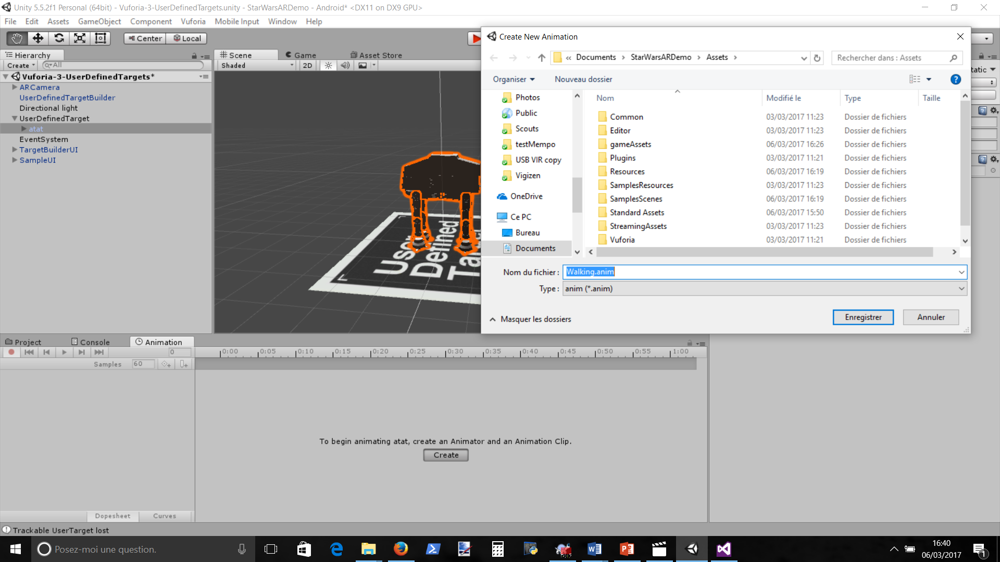 Unity 5.5.2f1 Personal (64bit) - Vuforia-3-UserDefinedTargets.unity - StarWarsARDemo - Android* <DX11 on DX9 GPU>
File Edit Assets GameObject Component Vuforia Mobile Input Window Help
Center Local
Hierarchy
Create All
Vuforia-3-UserDefinedTargets*
ARCamera
UserDefinedTargetBuilder
Directional light
UserDefinedTarget
atat
EventSystem
TargetBuilderUI
SampleUI
Scene Game Asset Store
Shaded 2D
User
Defined
Target
Create New Animation
« Documents › StarWarsARDemo › Assets ›
Rechercher dans : Assets
Organiser Nouveau dossier
?
Photos
Public
Scouts
testMempo
USB VIR copy
Vigizen
OneDrive
Ce PC
Bureau
Documents
Nom Modifié le Type Taille
Common 03/03/2017 11:23 Dossier de fichiers
Editor 03/03/2017 11:23 Dossier de fichiers
gameAssets 06/03/2017 16:26 Dossier de fichiers
Plugins 03/03/2017 11:21 Dossier de fichiers
Resources 06/03/2017 16:19 Dossier de fichiers
SamplesResources 03/03/2017 11:23 Dossier de fichiers
SamplesScenes 06/03/2017 16:19 Dossier de fichiers
Standard Assets 06/03/2017 15:50 Dossier de fichiers
StreamingAssets 03/03/2017 11:23 Dossier de fichiers
Vuforia 03/03/2017 11:21 Dossier de fichiers
Nom du fichier : Walking.anim
Type : anim (*.anim)
Masquer les dossiers
Enregistrer Annuler
tatic
Project Console Animation
0 0:00 0:05 0:10 0:15 0:20 0:25 0:30 0:35 0:40 0:45 0:50 0:55 1:00
Samples 60
To begin animating atat, create an Animator and an Animation Clip.
Create
Dopesheet Curves
Trackable UserTarget lost
Posez-moi une question.
16:40
06/03/2017
1